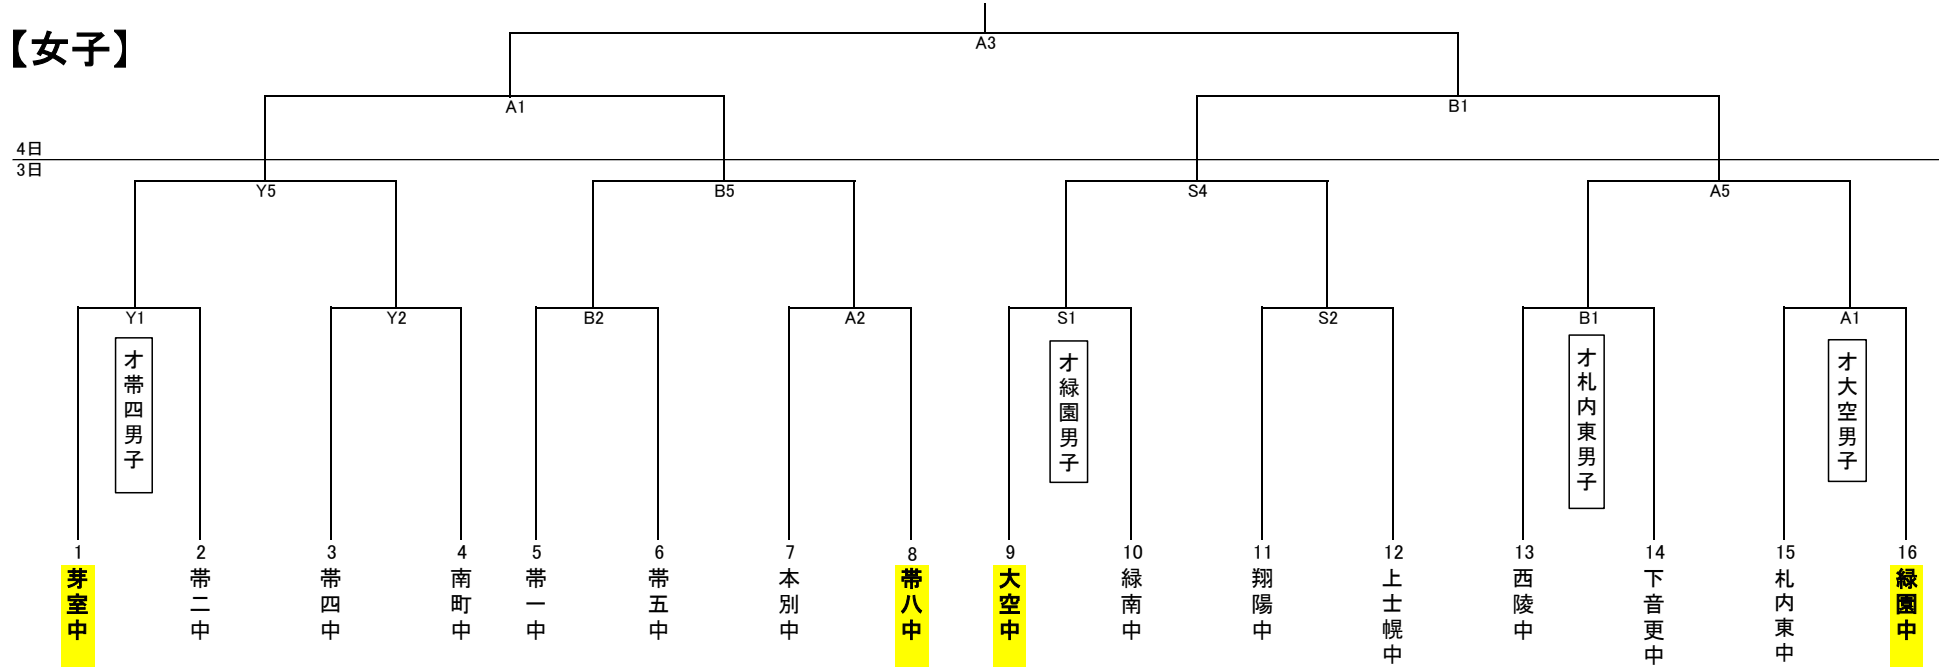 【女子】
A3
A1
B1
4日
3日
Y5
B5
S4
A5
Y1
Y2
B2
A2
S1
S2
B1
A1
オ帯四男子
オ緑園男子
オ札内東男子
オ大空男子
1
2
3
4
5
6
7
8
9
10
11
12
13
14
15
16
芽室中
帯二中
帯四中
南町中
帯一中
帯五中
本別中
帯八中
大空中
緑南中
翔陽中
上士幌中
西陵中
下音更中
札内東中
緑園中